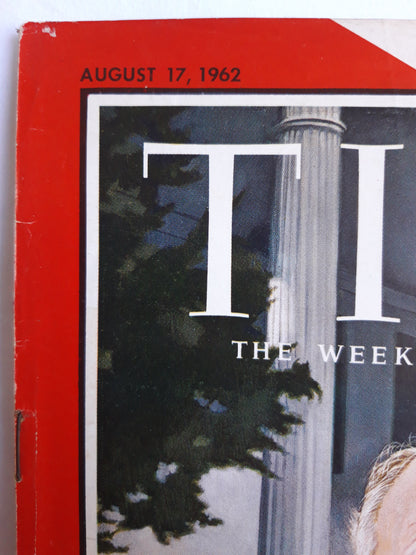 AUGUST 17, 1962
TI
THE WEEK